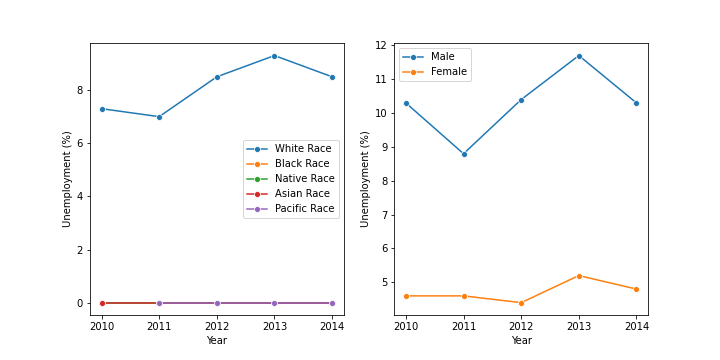 Unemployment (%)
8
6
4
2
0
White Race
Black Race
Native Race
Asian Race
Pacific Race
2010 2011 2012 2013 2014
Year
Unemployment (%)
12
11
10
9
8
7
6
5
Male
Female
2010 2011 2012 2013 2014
Year